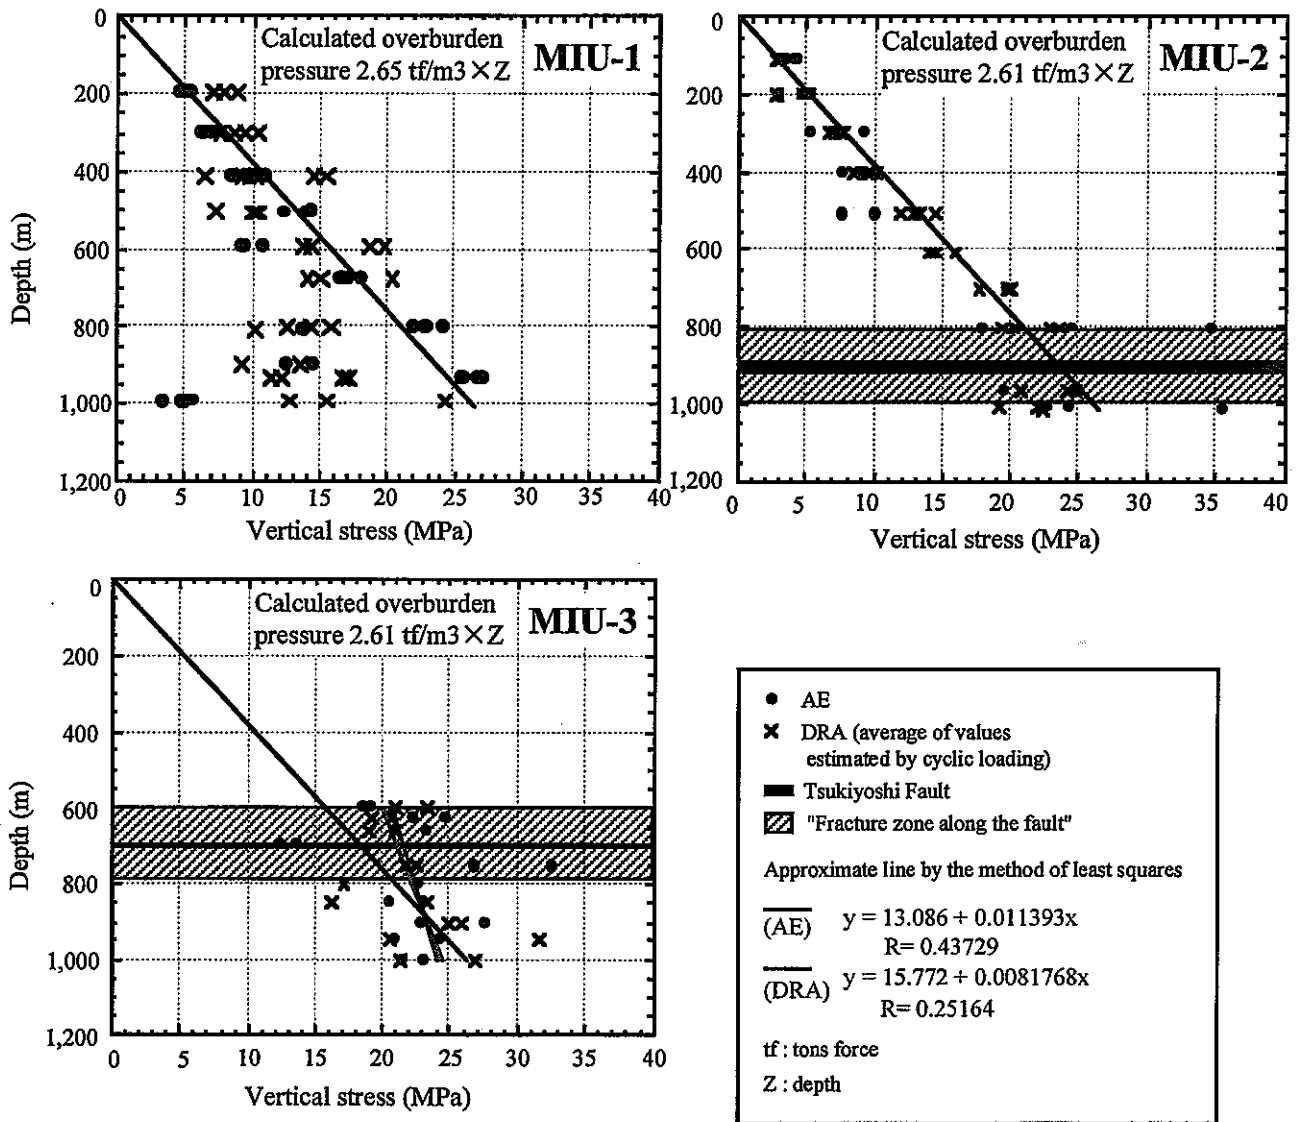 Calculated overburden
pressure 2.65 tf/m3 × Z
MIU-1
0
200
400
600
800
1,000
1,200
Depth (m)
0 5 10 15 20 25 30 35 40
Vertical stress (MPa)
Calculated overburden
pressure 2.61 tf/m3 × Z
MIU-2
0
200
400
600
800
1,000
1,200
0 5 10 15 20 25 30 35 40
Vertical stress (MPa)
Calculated overburden
pressure 2.61 tf/m3 × Z
MIU-3
0
200
400
600
800
1,000
1,200
Depth (m)
0 5 10 15 20 25 30 35 40
Vertical stress (MPa)
AE
DRA (average of values
estimated by cyclic loading)
Tsukiyoshi Fault
"Fracture zone along the fault"
Approximate line by the method of least squares
(AE) y = 13.086 + 0.011393x
R= 0.43729
(DRA) y = 15.772 + 0.0081768x
R= 0.25164
tf : tons force
Z : depth